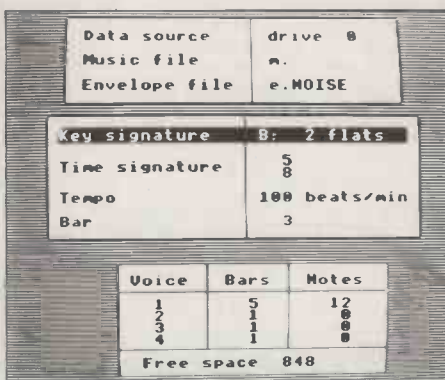 Data source drive 0
Music file m.
Envelope file e.NOISE
Key signature B: 2 flats
Time signature 5
8
Tempo 100 beats/min
Bar 3
Voice Bars Notes
1 5 12
2 1 0
3 1 0
4 1 0
Free space 848